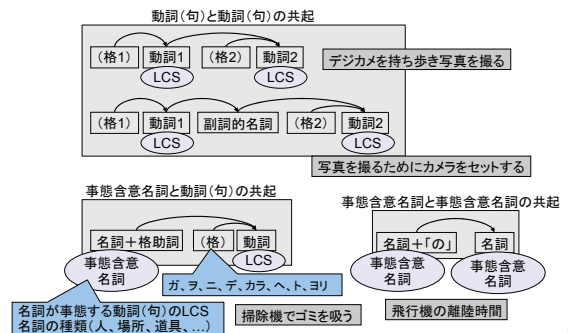 動詞(句)と動詞(句)の共起
(格1) 動詞1 (格2) 動詞2
LCS LCS
デジカメを持ち歩き写真を撮る
(格1) 動詞1 副詞的名詞 (格2) 動詞2
LCS LCS
写真を撮るためにカメラをセットする
事態含意名詞と動詞(句)の共起
名詞+格助詞 (格) 動詞
事態含意
名詞
LCS
ガ、ヲ、ニ、デ、カラ、ヘ、ト、ヨリ
名詞が事態する動詞(句)のLCS
名詞の種類(人、場所、道具、...)
掃除機でゴミを吸う
事態含意名詞と事態含意名詞の共起
名詞+「の」 名詞
事態含意
名詞
事態含意
名詞
飛行機の離陸時間